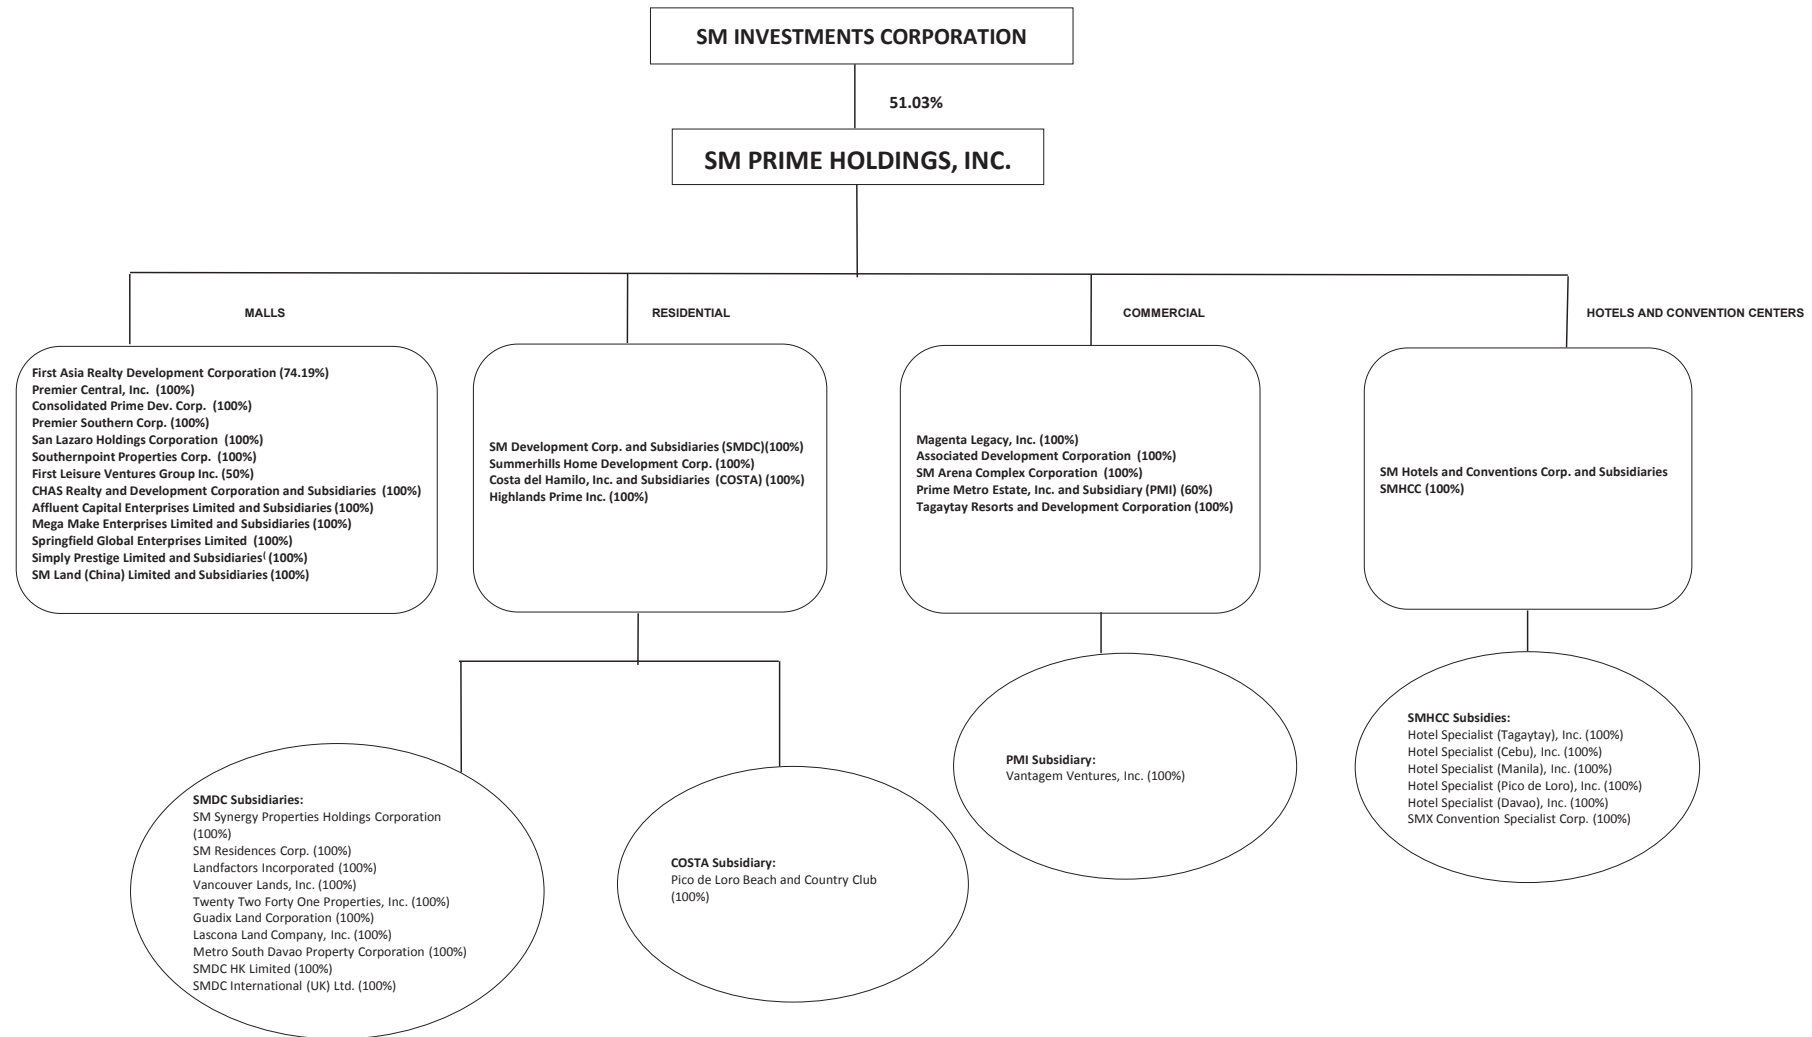 SM INVESTMENTS CORPORATION
51.03%
SM PRIME HOLDINGS, INC.
MALLS
RESIDENTIAL
COMMERCIAL
HOTELS AND CONVENTION CENTERS
First Asia Realty Development Corporation (74.19%)
Premier Central, Inc. (100%)
Consolidated Prime Dev. Corp. (100%)
Premier Southern Corp. (100%)
San Lazaro Holdings Corporation (100%)
Southernpoint Properties Corp. (100%)
First Leisure Ventures Group Inc. (50%)
CHAS Realty and Development Corporation and Subsidiaries (100%)
Affluent Capital Enterprises Limited and Subsidiaries (100%)
Mega Make Enterprises Limited and Subsidiaries (100%)
Springfield Global Enterprises Limited (100%)
Simply Prestige Limited and Subsidiaries( (100%)
SM Land (China) Limited and Subsidiaries (100%)
SM Development Corp. and Subsidiaries (SMDC)(100%)
Summerhills Home Development Corp. (100%)
Costa del Hamilo, Inc. and Subsidiaries (COSTA) (100%)
Highlands Prime Inc. (100%)
Magenta Legacy, Inc. (100%)
Associated Development Corporation (100%)
SM Arena Complex Corporation (100%)
Prime Metro Estate, Inc. and Subsidiary (PMI) (60%)
Tagaytay Resorts and Development Corporation (100%)
SM Hotels and Conventions Corp. and Subsidiaries
SMHCC (100%)
SMDC Subsidiaries:
SM Synergy Properties Holdings Corporation
(100%)
SM Residences Corp. (100%)
Landfactors Incorporated (100%)
Vancouver Lands, Inc. (100%)
Twenty Two Forty One Properties, Inc. (100%)
Guadix Land Corporation (100%)
Lascona Land Company, Inc. (100%)
Metro South Davao Property Corporation (100%)
SMDC HK Limited (100%)
SMDC International (UK) Ltd. (100%)
COSTA Subsidiary:
Pico de Loro Beach and Country Club
(100%)
PMI Subsidiary:
Vantagem Ventures, Inc. (100%)
SMHCC Subsidies:
Hotel Specialist (Tagaytay), Inc. (100%)
Hotel Specialist (Cebu), Inc. (100%)
Hotel Specialist (Manila), Inc. (100%)
Hotel Specialist (Pico de Loro), Inc. (100%)
Hotel Specialist (Davao), Inc. (100%)
SMX Convention Specialist Corp. (100%)